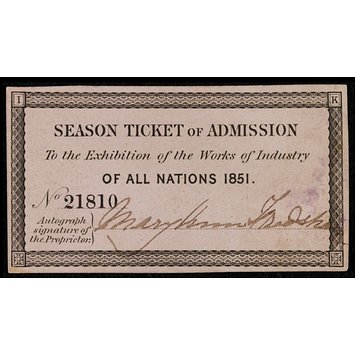 I K
SEASON TICKET OF ADMISSION
To the Exhibition of the Works of Industry
OF ALL NATIONS 1851.
No 21810
Autograph
signature of
the Proprietor.
Mary Ann